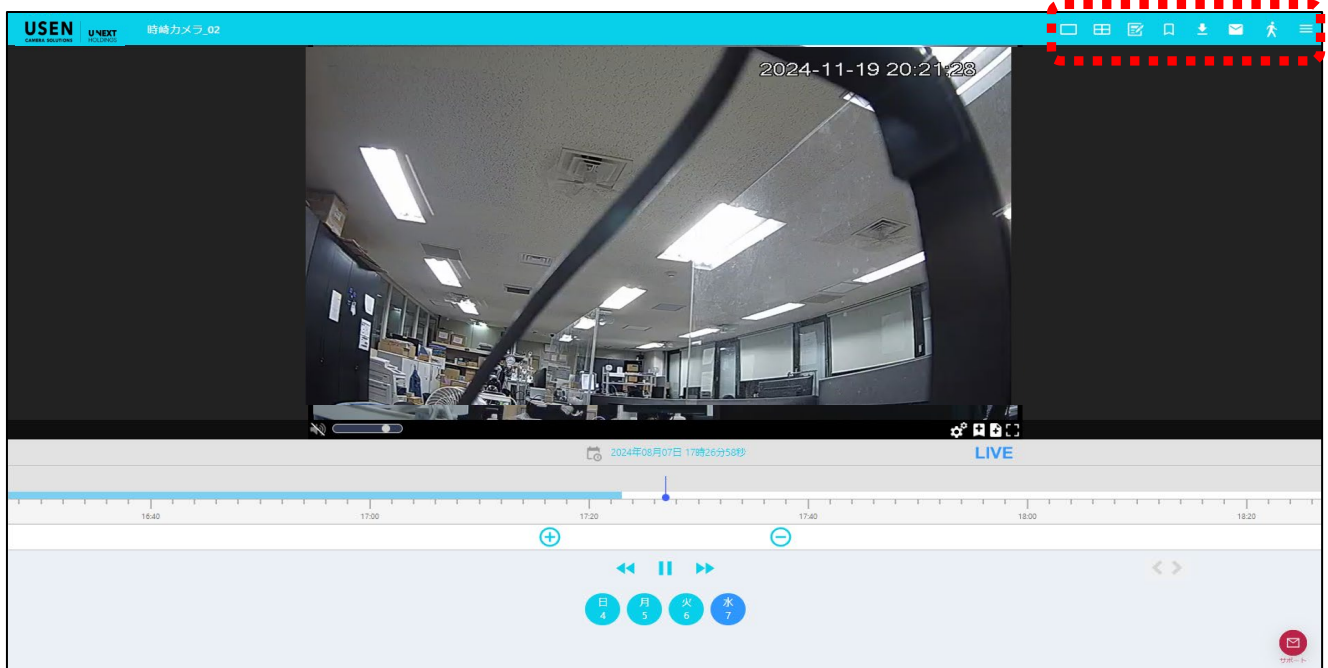 USEN
CAMERA SOLUTIONS
U-NEXT
HOLDINGS
時崎カメラ_02
2024-11-19 20:21:28
2024年08月07日 17時26分58秒
LIVE
16:40
17:00
17:20
17:40
18:00
18:20
日
4
月
5
火
6
水
7
サポート